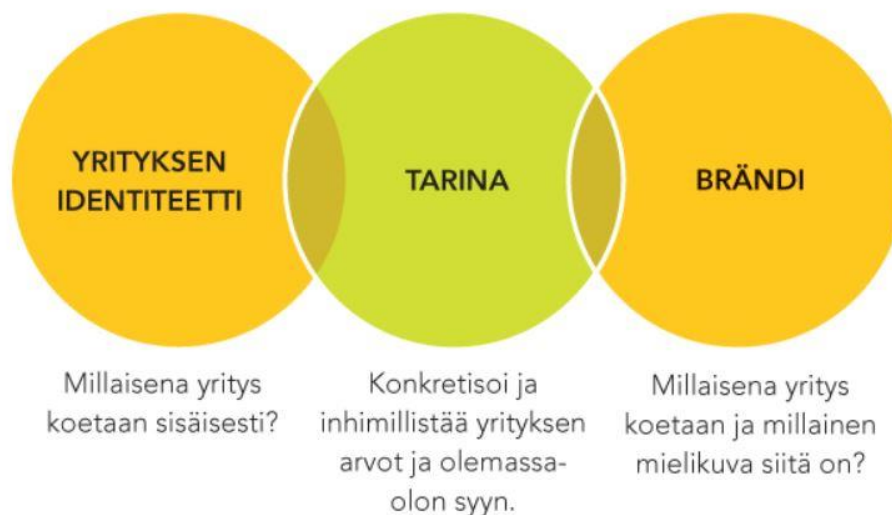 YRITYKSEN
IDENTITEETTI
TARINA
BRÄNDI
Millaisena yritys
koetaan sisäisesti?
Konkretisoi ja
inhimillistää yrityksen
arvot ja olemassa-
olon syyn.
Millaisena yritys
koetaan ja millainen
mielikuva siitä on?